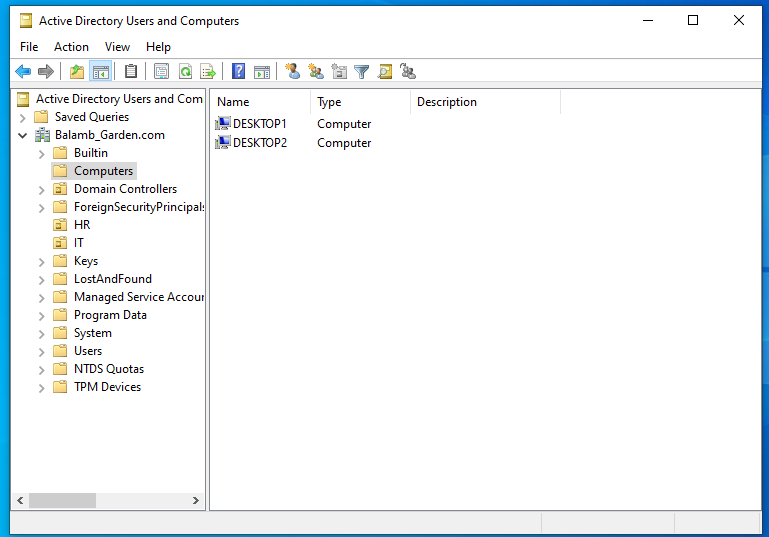 Active Directory Users and Computers
File Action View Help
Active Directory Users and Com
Name Type Description
Saved Queries
DESKTOP1 Computer
Balamb_Garden.com
DESKTOP2 Computer
Builtin
Computers
Domain Controllers
ForeignSecurityPrincipals
HR
IT
Keys
LostAndFound
Managed Service Accour
Program Data
System
Users
NTDS Quotas
TPM Devices